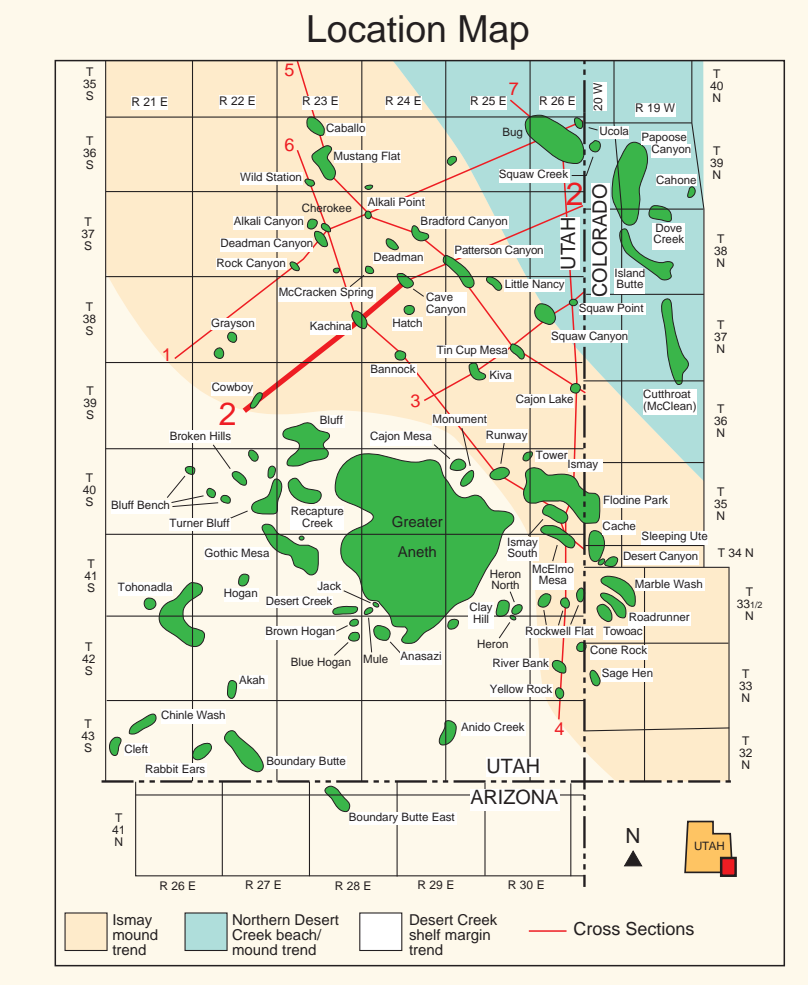 Location Map
T
35
S
T
36
S
T
37
S
T
38
S
T
39
S
T
40
S
T
41
S
T
42
S
T
43
S
T
41
N
R 21 E
R 22 E
R 23 E
R 24 E
R 25 E
R 26 E
20 W
R 19 W
T
40
N
T
39
N
T
38
N
T
37
N
T
36
N
T
35
N
T 34 N
T
33 1/2
N
T
33
N
T
32
N
5
7
6
2
1
2
3
4
Caballo
Mustang Flat
Wild Station
Cherokee
Alkali Point
Alkali Canyon
Deadman Canyon
Rock Canyon
Bradford Canyon
Deadman
Patterson Canyon
McCracken Spring
Cave
Canyon
Little Nancy
Kachina
Hatch
Grayson
Bannock
Tin Cup Mesa
Kiva
Cowboy
Bug
Ucola
Squaw Creek
Papoose
Canyon
Cahone
Dove
Creek
Island
Butte
Squaw Point
Squaw Canyon
Cajon Lake
Cutthroat
(McClean)
UTAH
COLORADO
Bluff
Broken Hills
Bluff Bench
Turner Bluff
Recapture
Creek
Gothic Mesa
Cajon Mesa
Monument
Runway
Tower
Ismay
Flodine Park
Cache
Sleeping Ute
Desert Canyon
Ismay
South
McElmo
Mesa
Marble Wash
Roadrunner
Towoac
Greater
Aneth
Tohonadla
Hogan
Jack
Desert Creek
Brown Hogan
Blue Hogan
Mule
Anasazi
Heron
North
Clay
Hill
Heron
Rockwell Flat
Cone Rock
River Bank
Sage Hen
Yellow Rock
Akah
Chinle Wash
Cleft
Rabbit Ears
Boundary Butte
Anido Creek
UTAH
ARIZONA
Boundary Butte East
R 26 E
R 27 E
R 28 E
R 29 E
R 30 E
N
UTAH
Ismay
mound
trend
Northern Desert
Creek beach/
mound trend
Desert Creek
shelf margin
trend
Cross Sections